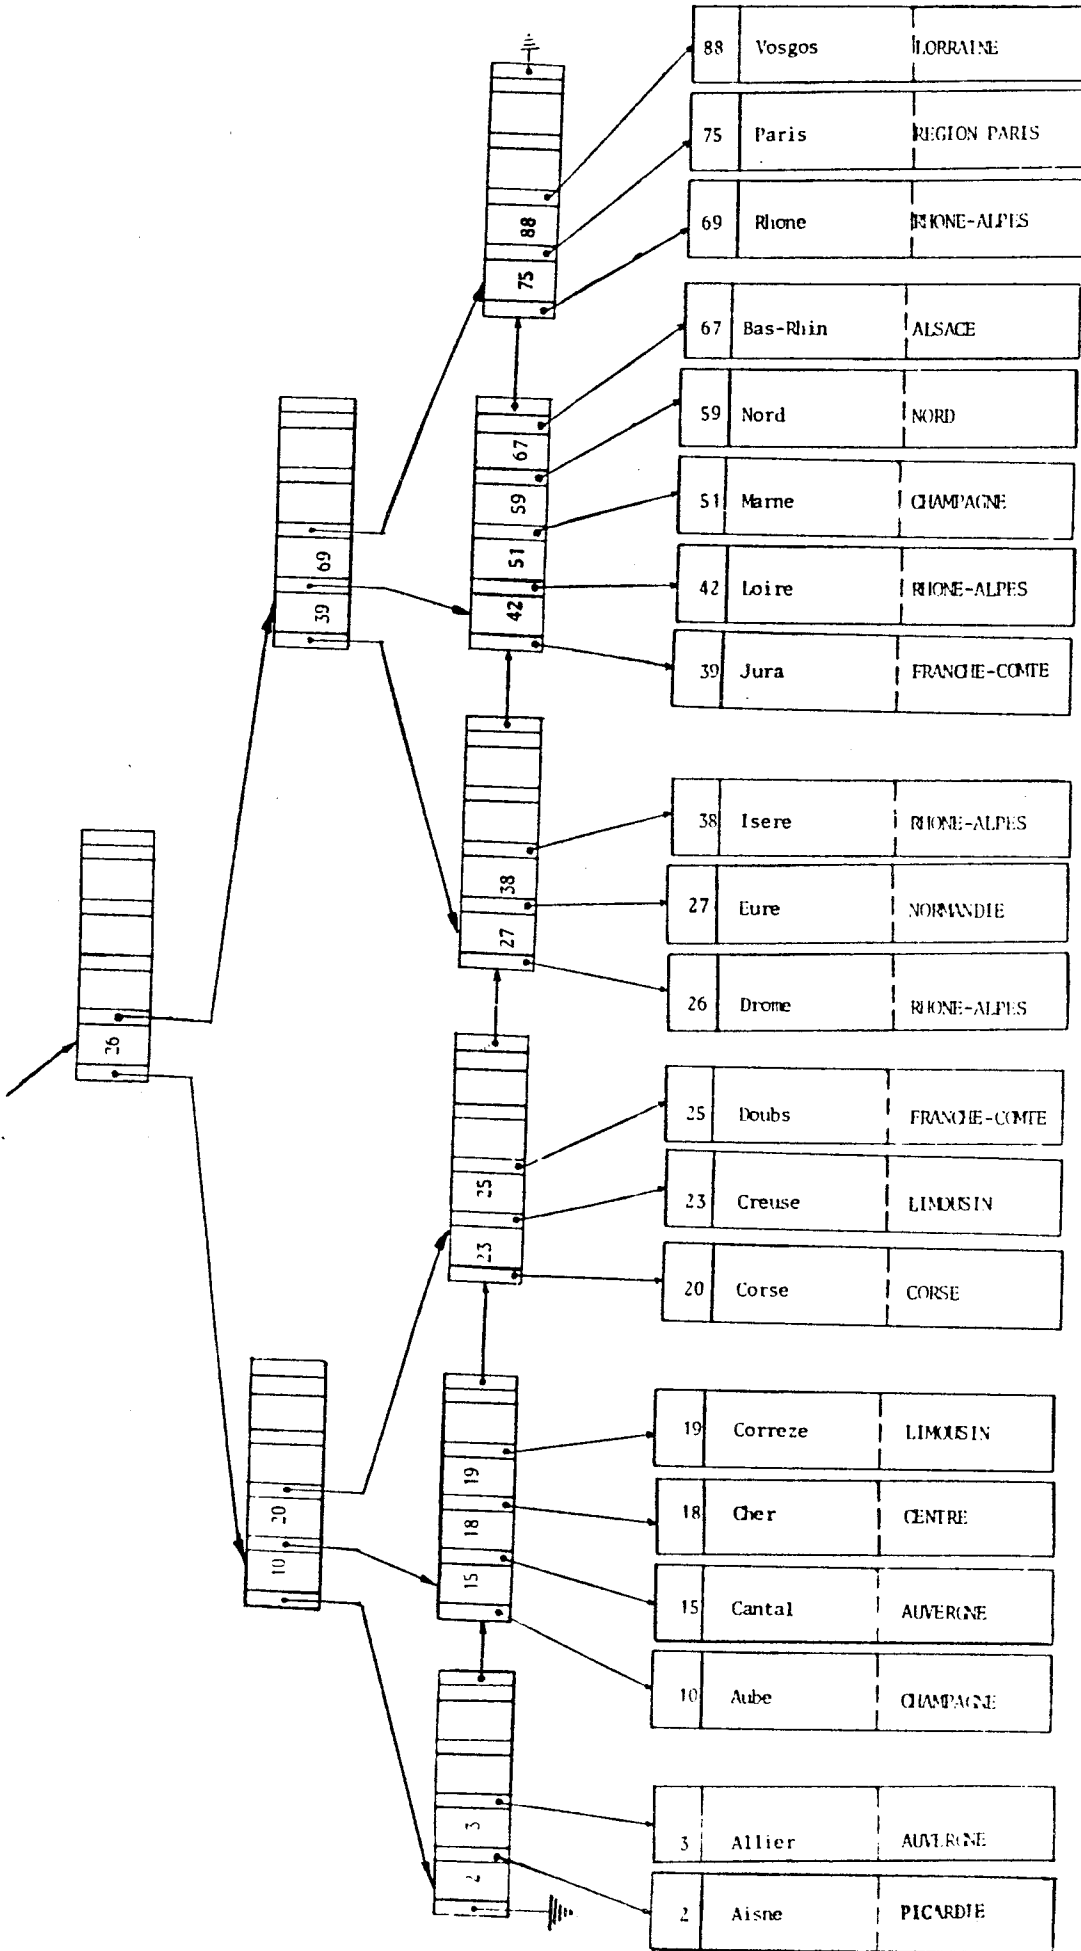 88 Vosgos LORRAINE
75 Paris REGION PARIS
69 Rhone RHONE-ALPES
67 Bas-Rhin ALSACE
59 Nord NORD
51 Marne CHAMPAGNE
42 Loire RHONE-ALPES
39 Jura FRANCHE-COMTE
38 Isere RHONE-ALPES
27 Eure NORMANDIE
26 Drome RHONE-ALPES
25 Doubs FRANCHE-COMTE
23 Creuse LIMOUSIN
20 Corse CORSE
19 Correze LIMOUSIN
18 Cher CENTRE
15 Cantal AUVERGNE
10 Aube CHAMPAGNE
3 Allier AUVERGNE
2 Aisne PICARDIE
26
39 69
10 20
75 88
42 51 59 67
27 38
23 25
15 18 19
2 3